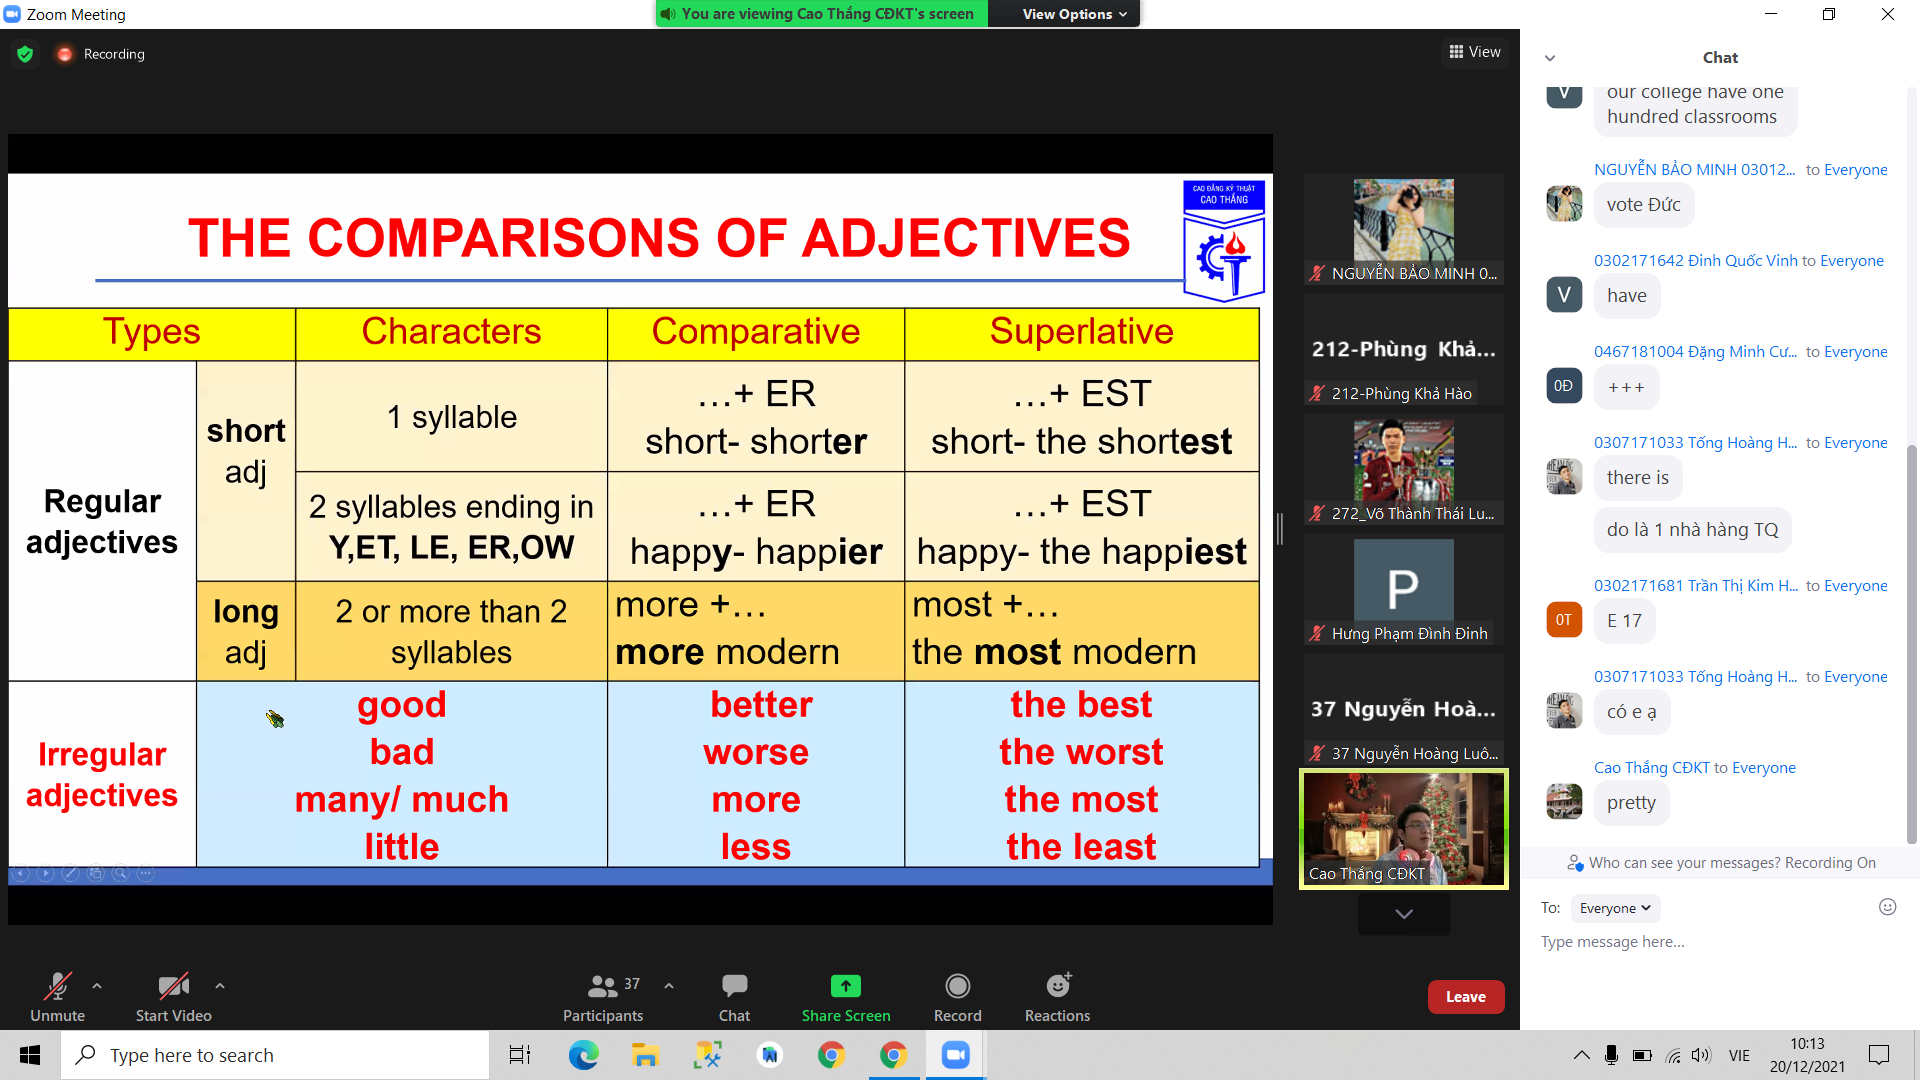 Zoom Meeting
You are viewing Cao Thắng CĐKT's screen
View Options
Recording
View
CAO ĐẲNG KỸ THUẬT
CAO THẮNG
THE COMPARISONS OF ADJECTIVES
Types
Characters
Comparative
Superlative
Regular
adjectives
short
adj
1 syllable
…+ ER
short- shorter
…+ EST
short- the shortest
2 syllables ending in
Y,ET, LE, ER,OW
…+ ER
happy- happier
…+ EST
happy- the happiest
long
adj
2 or more than 2
syllables
more +…
more modern
most +…
the most modern
Irregular
adjectives
good
better
the best
bad
worse
the worst
many/ much
more
the most
little
less
the least
NGUYỄN BẢO MINH 0...
212-Phùng Khả...
212-Phùng Khả Hào
272_Võ Thành Thái Lu...
P
Hưng Phạm Đình Đinh
37 Nguyễn Hoà...
37 Nguyễn Hoàng Luô...
Cao Thắng CĐKT
Chat
V
our college have one
hundred classrooms
NGUYỄN BẢO MINH 03012... to Everyone
vote Đức
0302171642 Đinh Quốc Vinh to Everyone
V
have
0467181004 Đặng Minh Cư... to Everyone
0Đ
+++
0307171033 Tống Hoàng H... to Everyone
there is
do là 1 nhà hàng TQ
0302171681 Trần Thị Kim H... to Everyone
0T
E 17
0307171033 Tống Hoàng H... to Everyone
có e ạ
Cao Thắng CĐKT to Everyone
pretty
Who can see your messages? Recording On
To: Everyone
Type message here...
Unmute
Start Video
37
Participants
Chat
Share Screen
Record
Reactions
Leave
Type here to search
VIE
10:13
20/12/2021